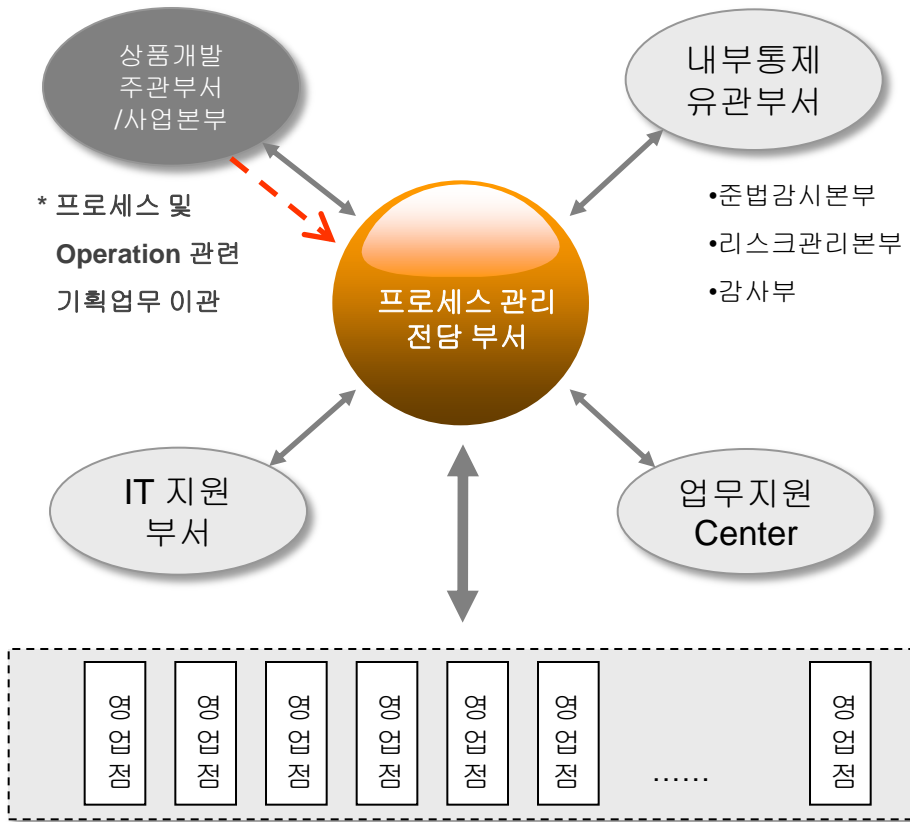 상품개발
주관부서
/사업본부
내부통제
유관부서
* 프로세스 및
Operation 관련
기획업무 이관
•준법감시본부
•리스크관리본부
•감사부
프로세스 관리
전담 부서
IT 지원
부서
업무지원
Center
영업점
영업점
영업점
영업점
영업점
영업점
......
영업점